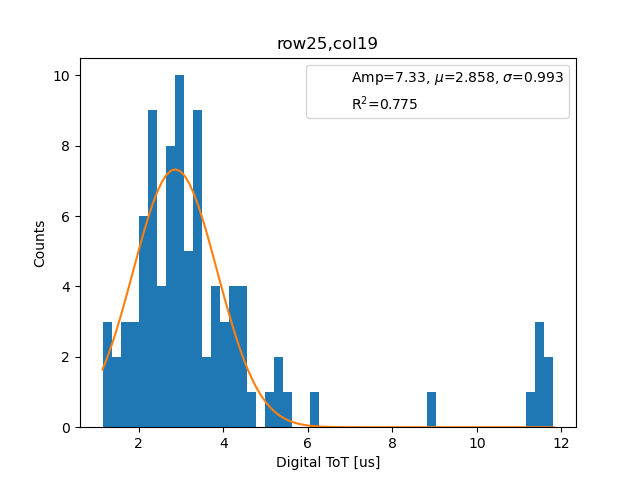 row25,col19
Amp=7.33, μ=2.858, σ=0.993
R²=0.775
10
8
6
4
2
0
Counts
2 4 6 8 10 12
Digital ToT [us]